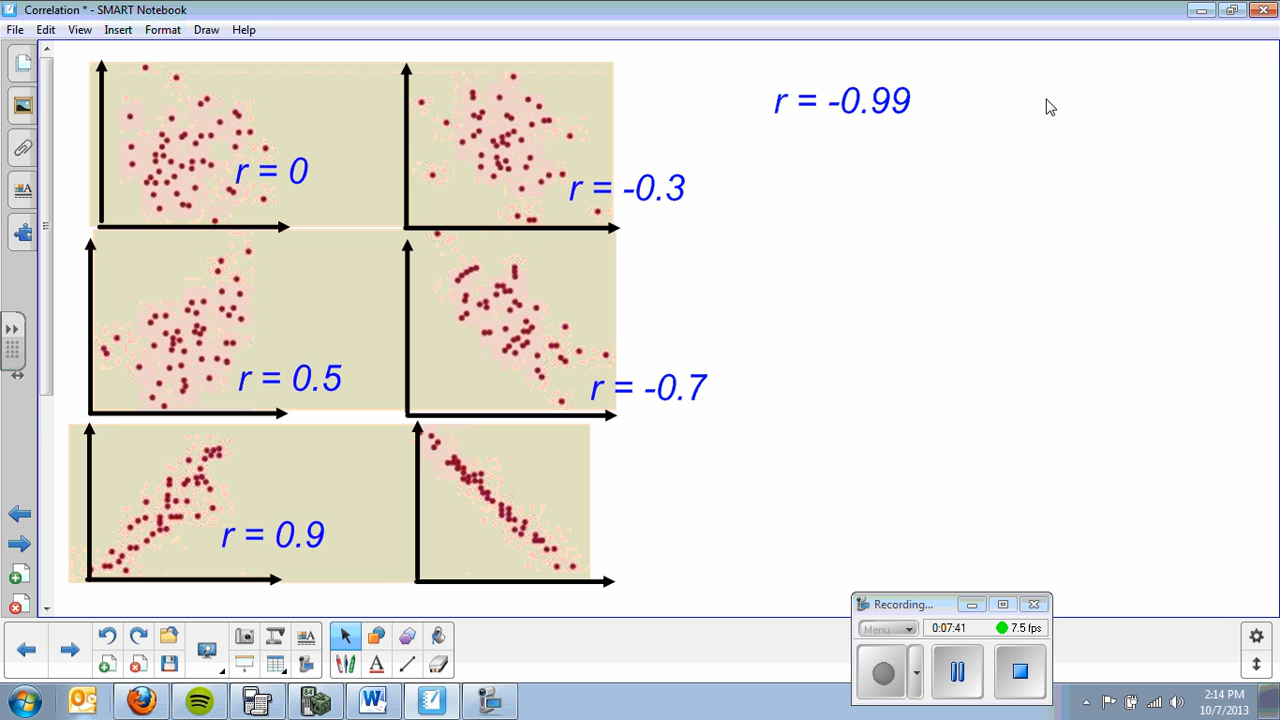 Correlation * - SMART Notebook
File Edit View Insert Format Draw Help
r = -0.99
r = 0
r = -0.3
r = 0.5
r = -0.7
r = 0.9
Recording...
Menu 0:07:41 7.5 fps
2:14 PM
10/7/2013